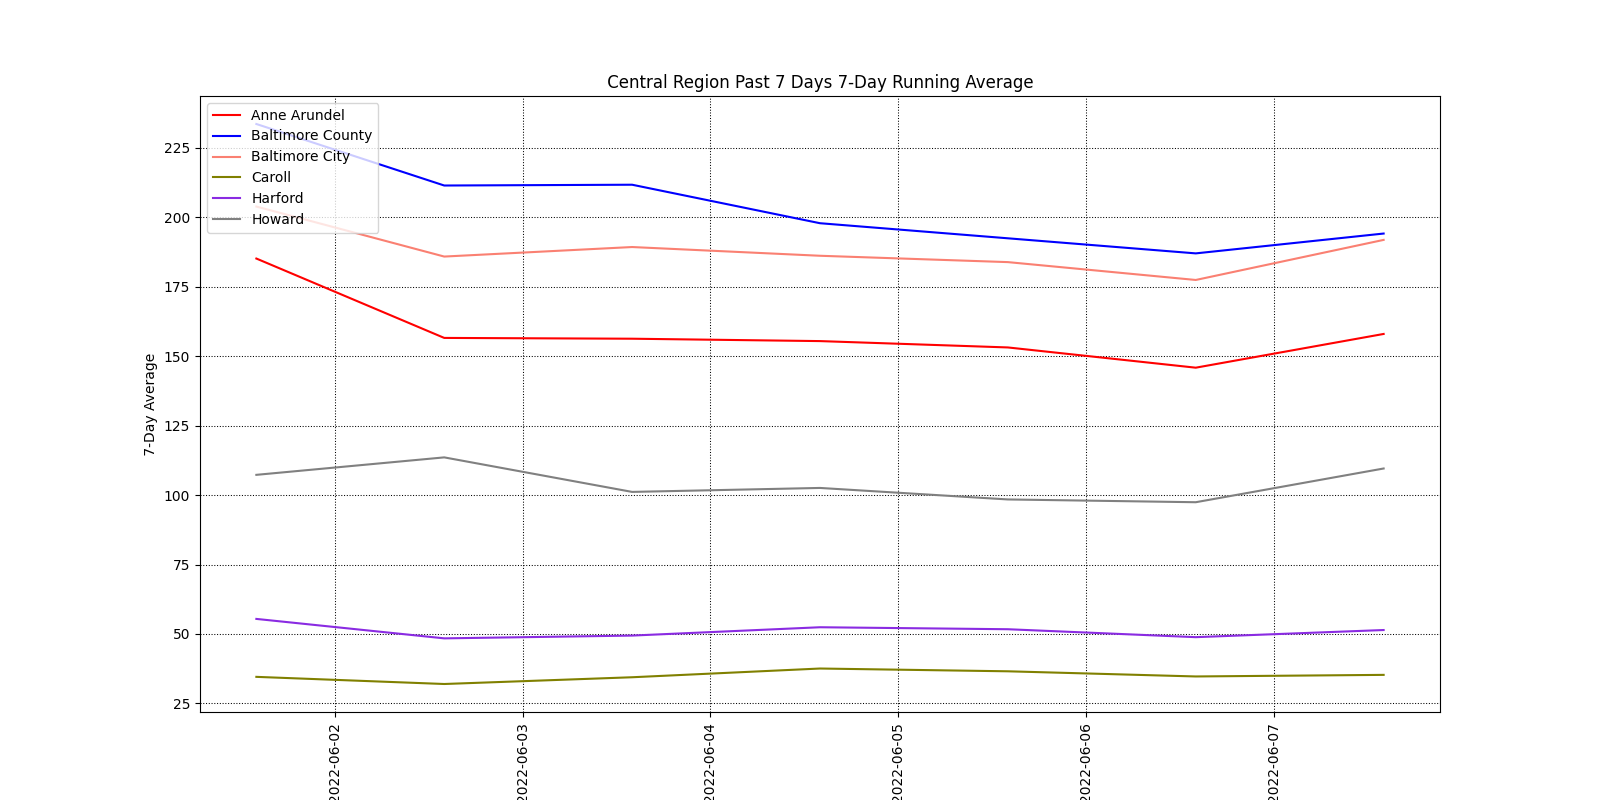 Central Region Past 7 Days 7-Day Running Average
Anne Arundel
Baltimore County
Baltimore City
Caroll
Harford
Howard
7-Day Average
225
200
175
150
125
100
75
50
25
2022-06-02
2022-06-03
2022-06-04
2022-06-05
2022-06-06
2022-06-07